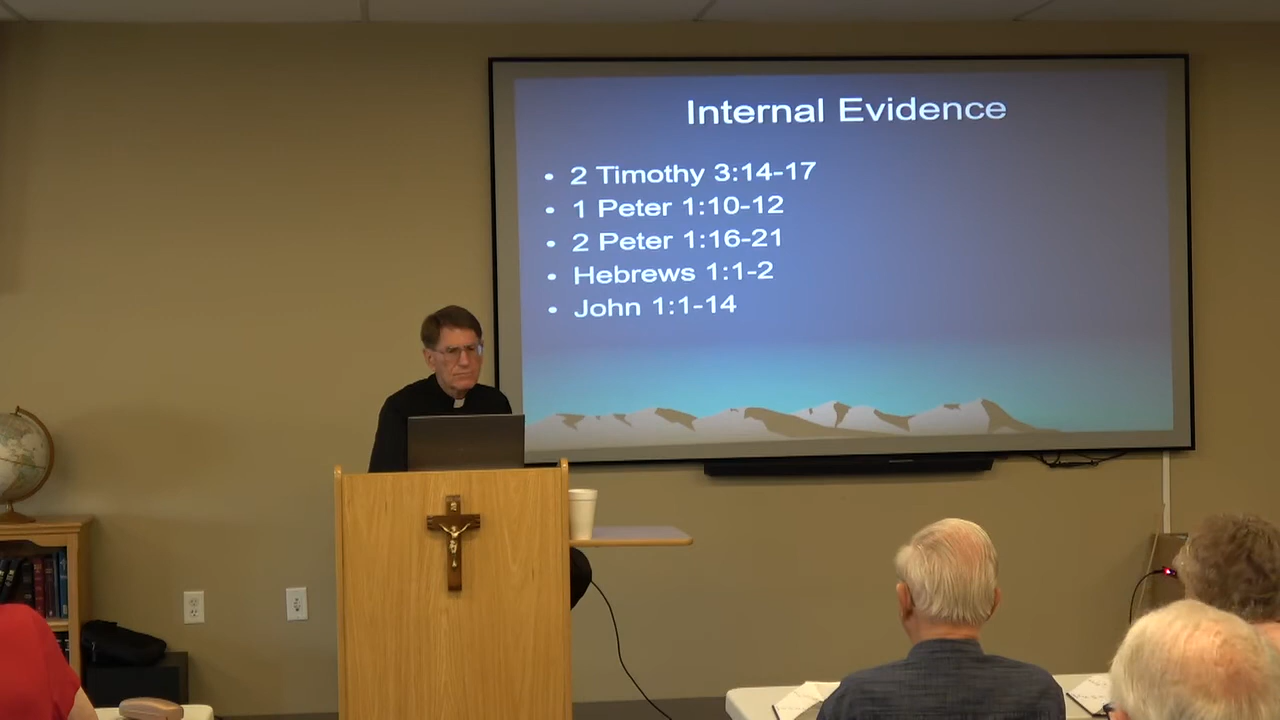 Internal Evidence
• 2 Timothy 3:14-17
• 1 Peter 1:10-12
• 2 Peter 1:16-21
• Hebrews 1:1-2
• John 1:1-14